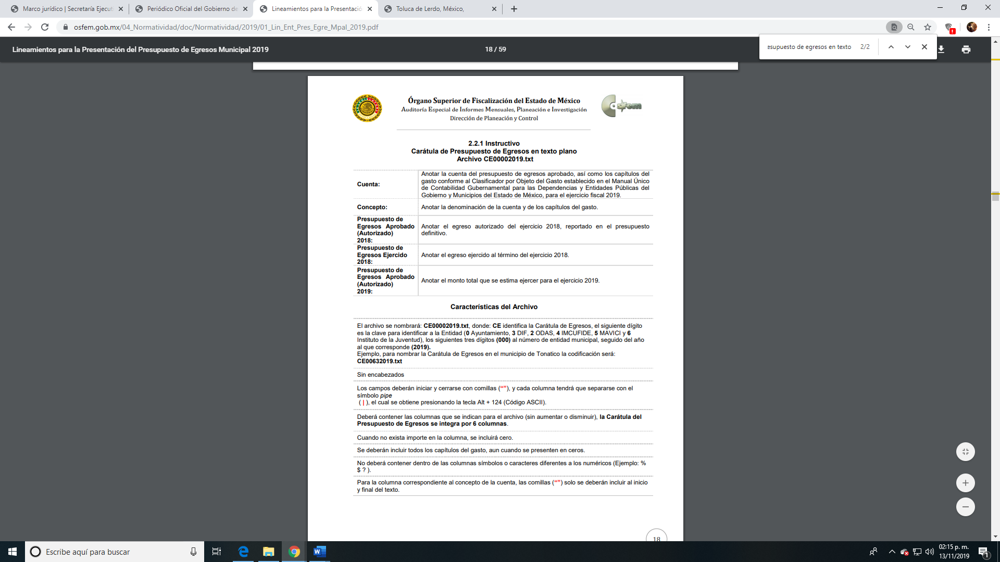 Marco jurídico | Secretaría Ejecuti
Periódico Oficial del Gobierno de
Lineamientos para la Presentació
Toluca de Lerdo, México,
osfem.gob.mx/04_Normatividad/doc/Normatividad/2019/01_Lin_Ent_Pres_Egre_Mpal_2019.pdf
Lineamientos para la Presentación del Presupuesto de Egresos Municipal 2019
18 / 59
esupuesto de egresos en texto 2/2
Órgano Superior de Fiscalización del Estado de México
Auditoría Especial de Informes Mensuales, Planeación e Investigación
Dirección de Planeación y Control
osfem
2.2.1 Instructivo
Carátula de Presupuesto de Egresos en texto plano
Archivo CE00002019.txt
Cuenta:
Anotar la cuenta del presupuesto de egresos aprobado, así como los capítulos del
gasto conforme al Clasificador por Objeto del Gasto establecido en el Manual Único
de Contabilidad Gubernamental para las Dependencias y Entidades Públicas del
Gobierno y Municipios del Estado de México, para el ejercicio fiscal 2019.
Concepto:
Anotar la denominación de la cuenta y de los capítulos del gasto.
Presupuesto de
Egresos Aprobado
(Autorizado)
2018:
Anotar el egreso autorizado del ejercicio 2018, reportado en el presupuesto
definitivo.
Presupuesto de
Egresos Ejercido
2018:
Anotar el egreso ejercido al término del ejercicio 2018.
Presupuesto de
Egresos Aprobado
(Autorizado)
2019:
Anotar el monto total que se estima ejercer para el ejercicio 2019.
Características del Archivo
El archivo se nombrará: CE00002019.txt, donde: CE identifica la Carátula de Egresos, el siguiente dígito
es la clave para identificar a la Entidad (0 Ayuntamiento, 3 DIF, 2 ODAS, 4 IMCUFIDE, 5 MAVICI y 6
Instituto de la Juventud), los siguientes tres dígitos (000) al número de entidad municipal, seguido del año
al que corresponde (2019).
Ejemplo, para nombrar la Carátula de Egresos en el municipio de Tonatico la codificación será:
CE00632019.txt
Sin encabezados
Los campos deberán iniciar y cerrarse con comillas (“”), y cada columna tendrá que separarse con el
símbolo pipe
( | ), el cual se obtiene presionando la tecla Alt + 124 (Código ASCII).
Deberá contener las columnas que se indican para el archivo (sin aumentar o disminuir), la Carátula del
Presupuesto de Egresos se integra por 6 columnas.
Cuando no exista importe en la columna, se incluirá cero.
Se deberán incluir todos los capítulos del gasto, aun cuando se presenten en ceros.
No deberá contener dentro de las columnas símbolos o caracteres diferentes a los numéricos (Ejemplo: %
$ ? ).
Para la columna correspondiente al concepto de la cuenta, las comillas (“”) solo se deberán incluir al inicio
y final del texto.
18
Escribe aquí para buscar
02:15 p. m.
13/11/2019
1